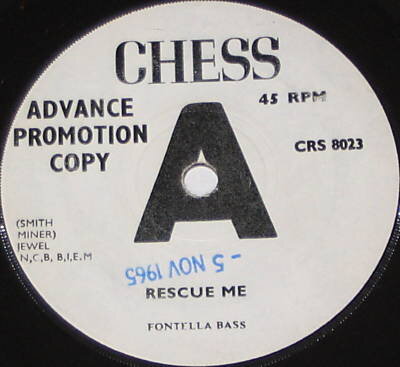 CHESS
ADVANCE
PROMOTION
COPY
A
45 RPM
CRS 8023
(SMITH
MINER)
JEWEL
N,C,B, B,I,E.M
- 5 NOV 1965
RESCUE ME
FONTELLA BASS